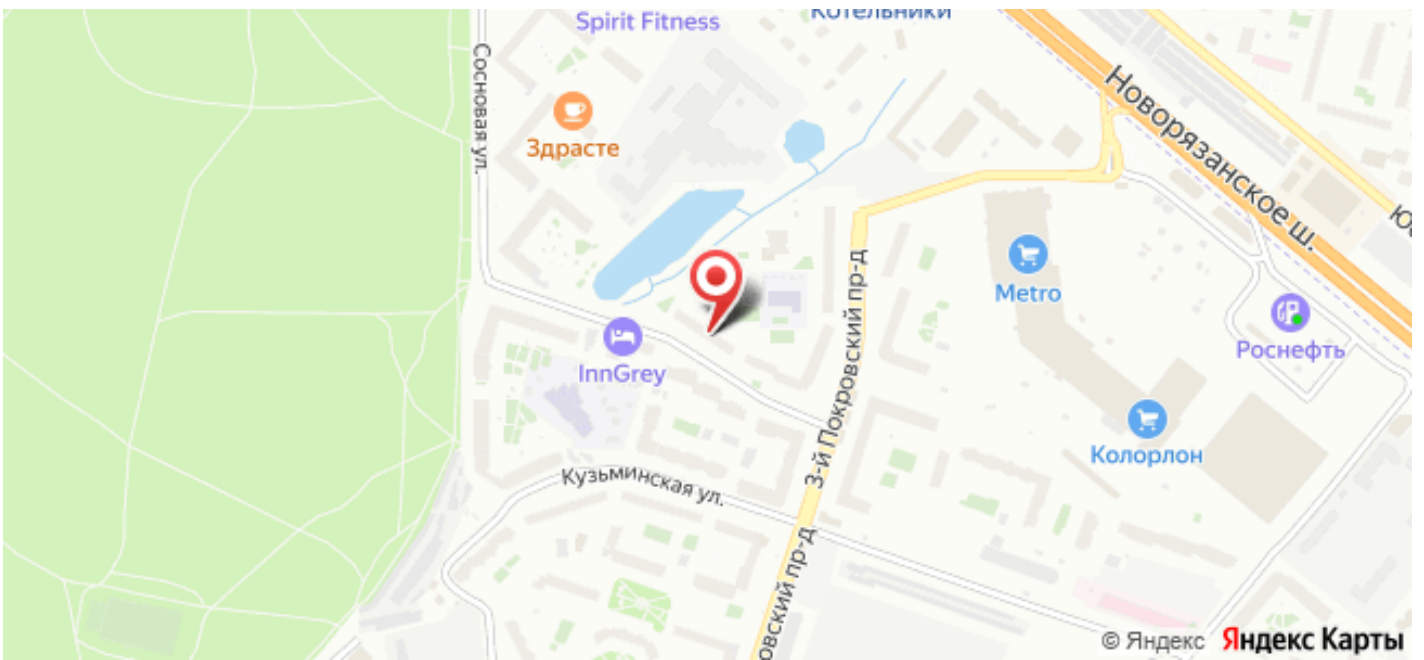 Spirit Fitness
Котельники
Сосновая ул.
Здрасте
Новорязанское ш.
Metro
3-й Покровский пр-д
Роснефть
InnGrey
Колорлон
Кузьминская ул.
овский пр-д
© Яндекс Яндекс Карты